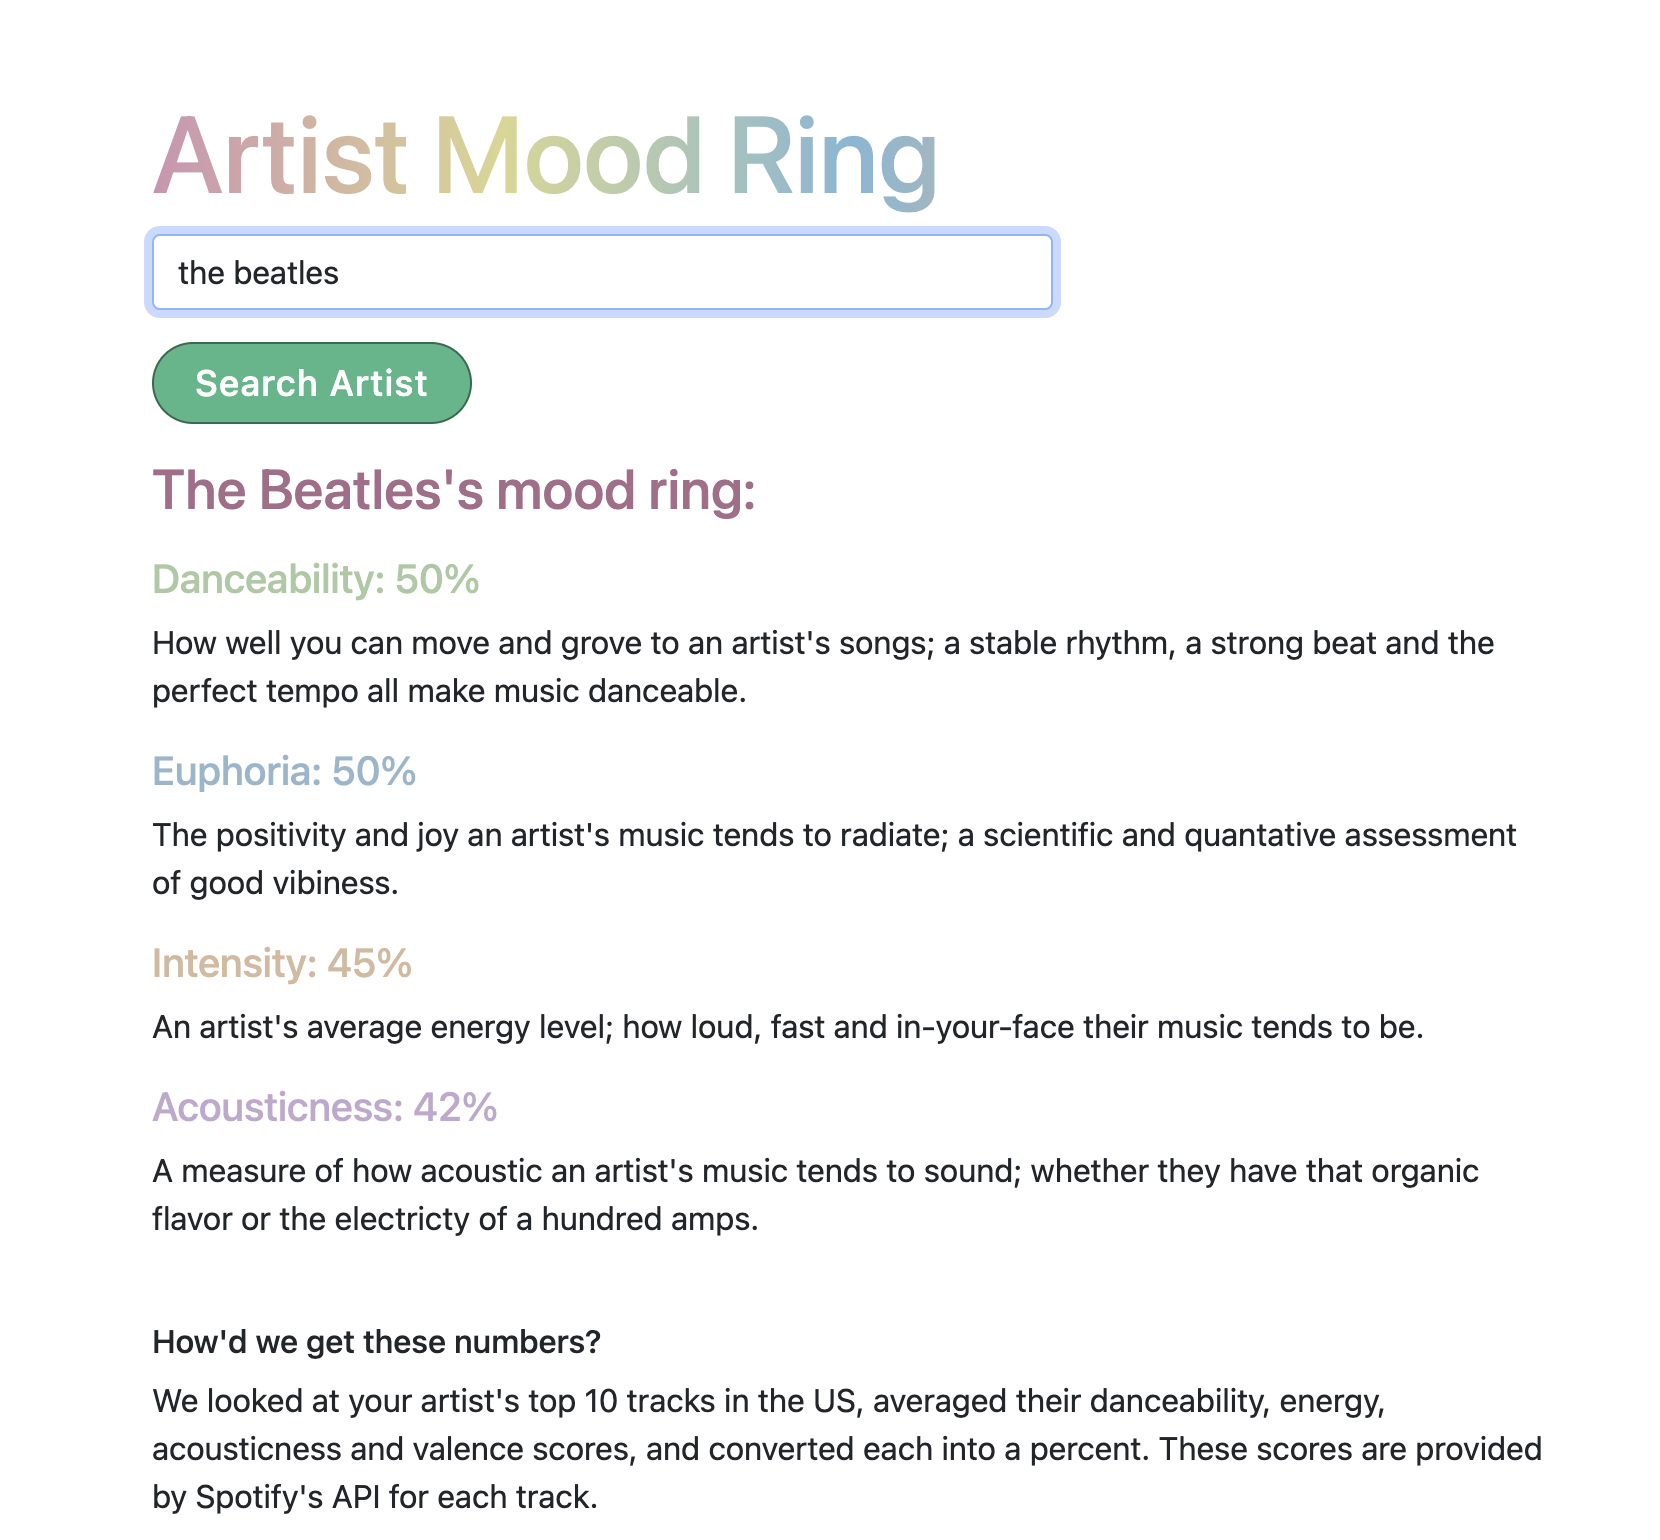 Artist Mood Ring
the beatles
Search Artist
The Beatles's mood ring:
Danceability: 50%
How well you can move and grove to an artist's songs; a stable rhythm, a strong beat and the
perfect tempo all make music danceable.
Euphoria: 50%
The positivity and joy an artist's music tends to radiate; a scientific and quantative assessment
of good vibiness.
Intensity: 45%
An artist's average energy level; how loud, fast and in-your-face their music tends to be.
Acousticness: 42%
A measure of how acoustic an artist's music tends to sound; whether they have that organic
flavor or the electricty of a hundred amps.
How'd we get these numbers?
We looked at your artist's top 10 tracks in the US, averaged their danceability, energy,
acousticness and valence scores, and converted each into a percent. These scores are provided
by Spotify's API for each track.